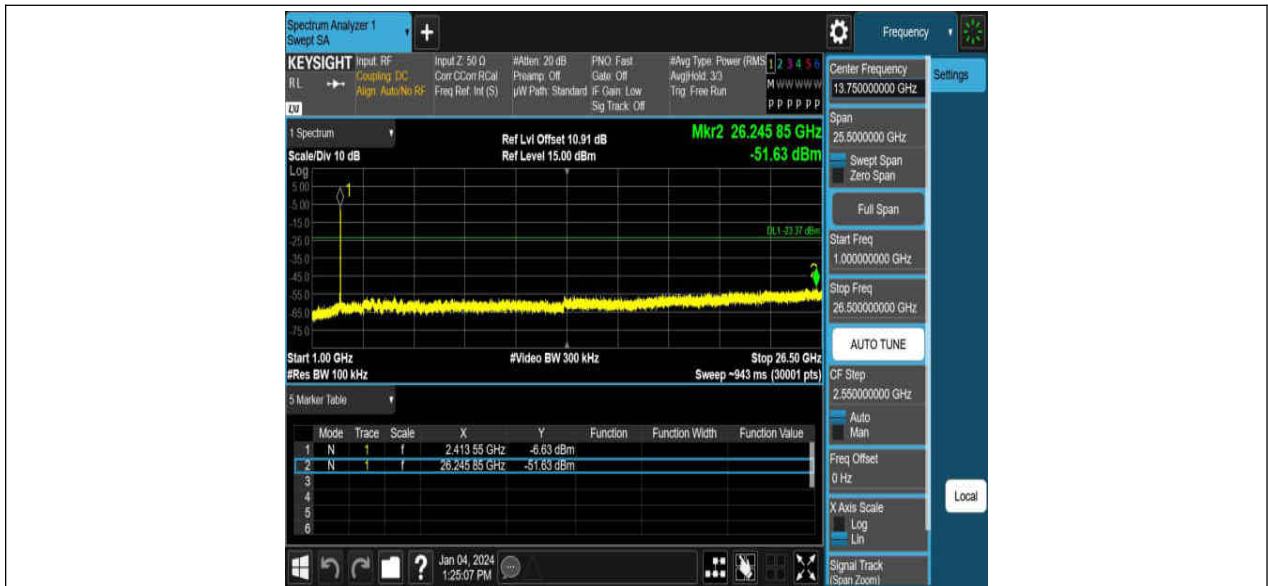 Spectrum Analyzer 1
Swept SA
+
Frequency
KEYSIGHT
RL
LXI
Input: RF
Coupling: DC
Align: Auto/No RF
Input Z: 50 Ω
Corr CCorr RCal
Freq Ref: Int (S)
#Atten: 20 dB
Preamp: Off
µW Path: Standard
PNO: Fast
Gate: Off
IF Gain: Low
Sig Track: Off
#Avg Type: Power (RMS
Avg|Hold: 3/3
Trig: Free Run
1 2 3 4 5 6
M W W W W W
P P P P P P
1 Spectrum
Scale/Div 10 dB
Ref Lvl Offset 10.91 dB
Ref Level 15.00 dBm
Mkr2 26.245 85 GHz
-51.63 dBm
Log
5.00
-5.00
-15.0
-25.0
-35.0
-45.0
-55.0
-65.0
-75.0
1
DL1 -23.37 dBm
2
Start 1.00 GHz
#Video BW 300 kHz
Stop 26.50 GHz
#Res BW 100 kHz
Sweep ~943 ms (30001 pts)
5 Marker Table
Mode Trace Scale X Y Function Function Width Function Value
1 N 1 f 2.413 55 GHz -6.63 dBm
2 N 1 f 26.245 85 GHz -51.63 dBm
3
4
5
6
?
Jan 04, 2024
1:25:07 PM
Center Frequency
13.750000000 GHz
Settings
Span
25.5000000 GHz
Swept Span
Zero Span
Full Span
Start Freq
1.000000000 GHz
Stop Freq
26.500000000 GHz
AUTO TUNE
CF Step
2.550000000 GHz
Auto
Man
Freq Offset
0 Hz
X Axis Scale
Log
Lin
Local
Signal Track
(Span Zoom)